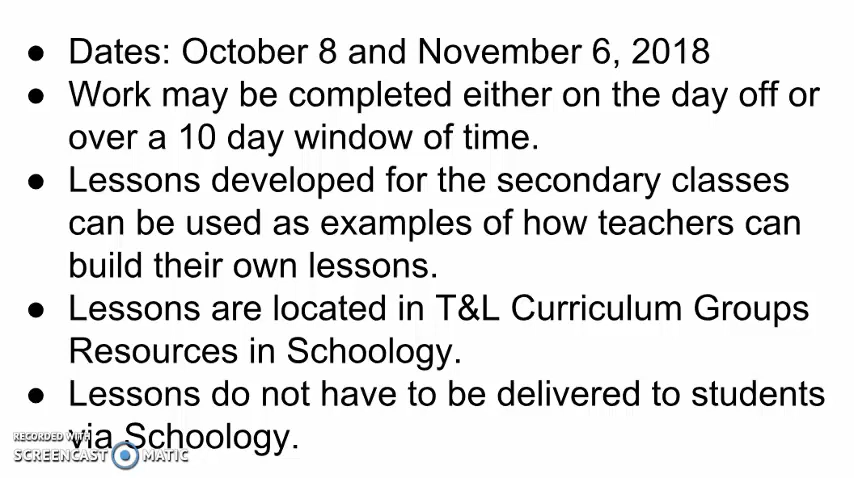 ● Dates: October 8 and November 6, 2018
● Work may be completed either on the day off or
over a 10 day window of time.
● Lessons developed for the secondary classes
can be used as examples of how teachers can
build their own lessons.
● Lessons are located in T&L Curriculum Groups
Resources in Schoology.
● Lessons do not have to be delivered to students
via Schoology.
RECORDED WITH
SCREENCAST MATIC